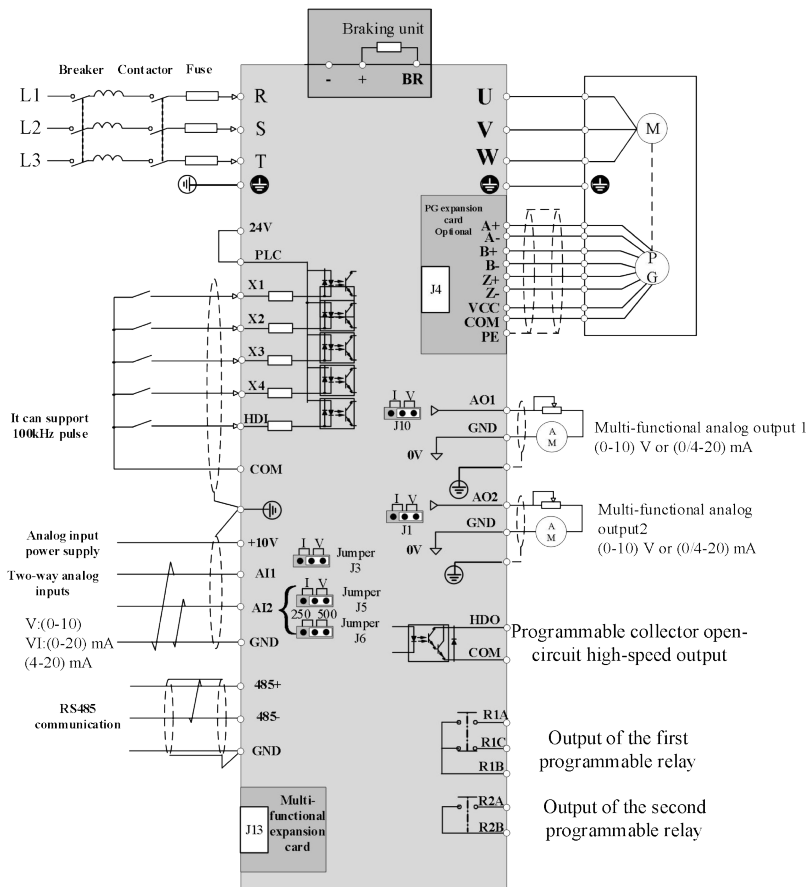 Braking unit
- + BR
Breaker Contactor Fuse
L1
L2
L3
R
S
T
U
V
W
M
PG expansion
card
Optional
J4
A+
A-
B+
B-
Z+
Z-
VCC
COM
PE
P
G
24V
PLC
X1
X2
X3
X4
HDI
COM
It can support
100kHz pulse
I V
J10
AO1
GND
0V
A
M
Multi-functional analog output 1
(0-10) V or (0/4-20) mA
I V
J1
AO2
GND
0V
A
M
Multi-functional analog
output2
(0-10) V or (0/4-20) mA
Analog input
power supply
Two-way analog
inputs
V:(0-10)
VI:(0-20) mA
(4-20) mA
+10V
AI1
AI2
GND
I V
Jumper
J3
I V
Jumper
J5
250 500
Jumper
J6
HDO
COM
Programmable collector open-
circuit high-speed output
RS485
communication
485+
485-
GND
R1A
R1C
R1B
Output of the first
programmable relay
R2A
R2B
Output of the second
programmable relay
J13
Multi-
functional
expansion
card